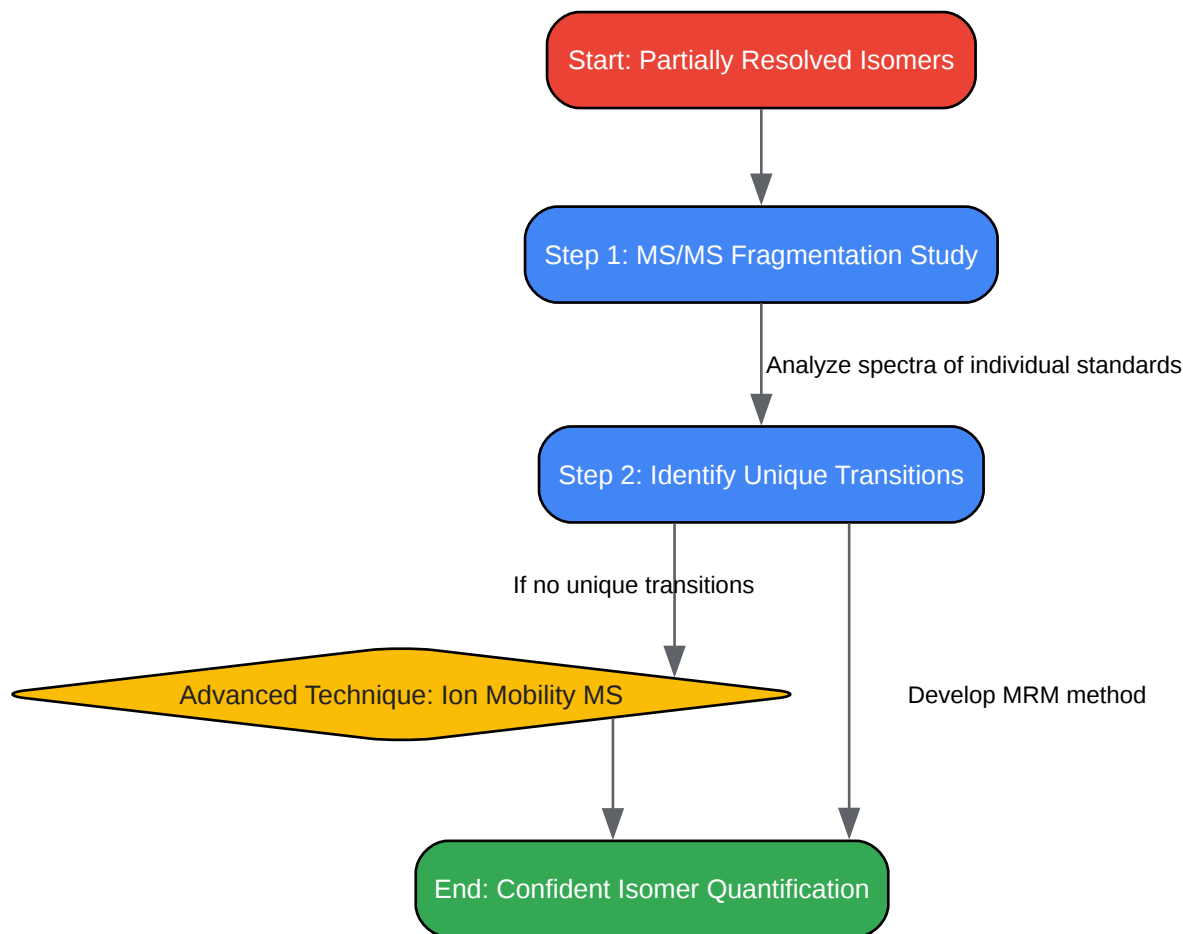 Start: Partially Resolved Isomers
Step 1: MS/MS Fragmentation Study
Analyze spectra of individual standards
Step 2: Identify Unique Transitions
If no unique transitions
Advanced Technique: Ion Mobility MS
Develop MRM method
End: Confident Isomer Quantification